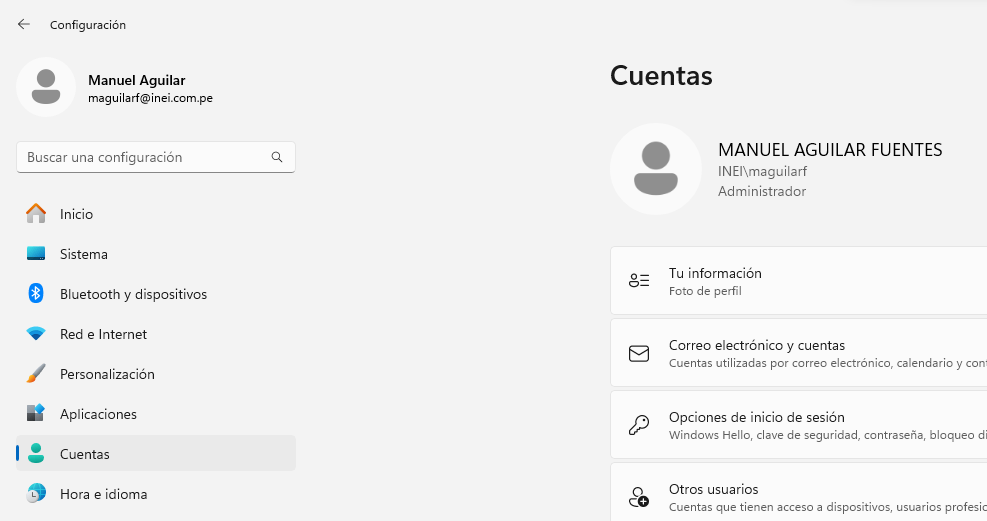 Configuración
Manuel Aguilar
maguilarf@inei.com.pe
Buscar una configuración
Inicio
Sistema
Bluetooth y dispositivos
Red e Internet
Personalización
Aplicaciones
Cuentas
Hora e idioma
Cuentas
MANUEL AGUILAR FUENTES
INEI\maguilarf
Administrador
Tu información
Foto de perfil
Correo electrónico y cuentas
Cuentas utilizadas por correo electrónico, calendario y
Opciones de inicio de sesión
Windows Hello, clave de seguridad, contraseña, bloqueo
Otros usuarios
Cuentas que tienen acceso a dispositivos, usuarios